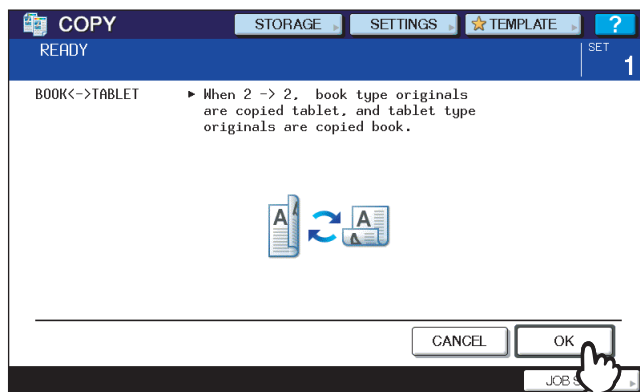 COPY STORAGE SETTINGS TEMPLATE ?
READY SET
1
BOOK<->TABLET ► When 2 -> 2, book type originals
are copied tablet, and tablet type
originals are copied book.
A A A
CANCEL OK
JOB